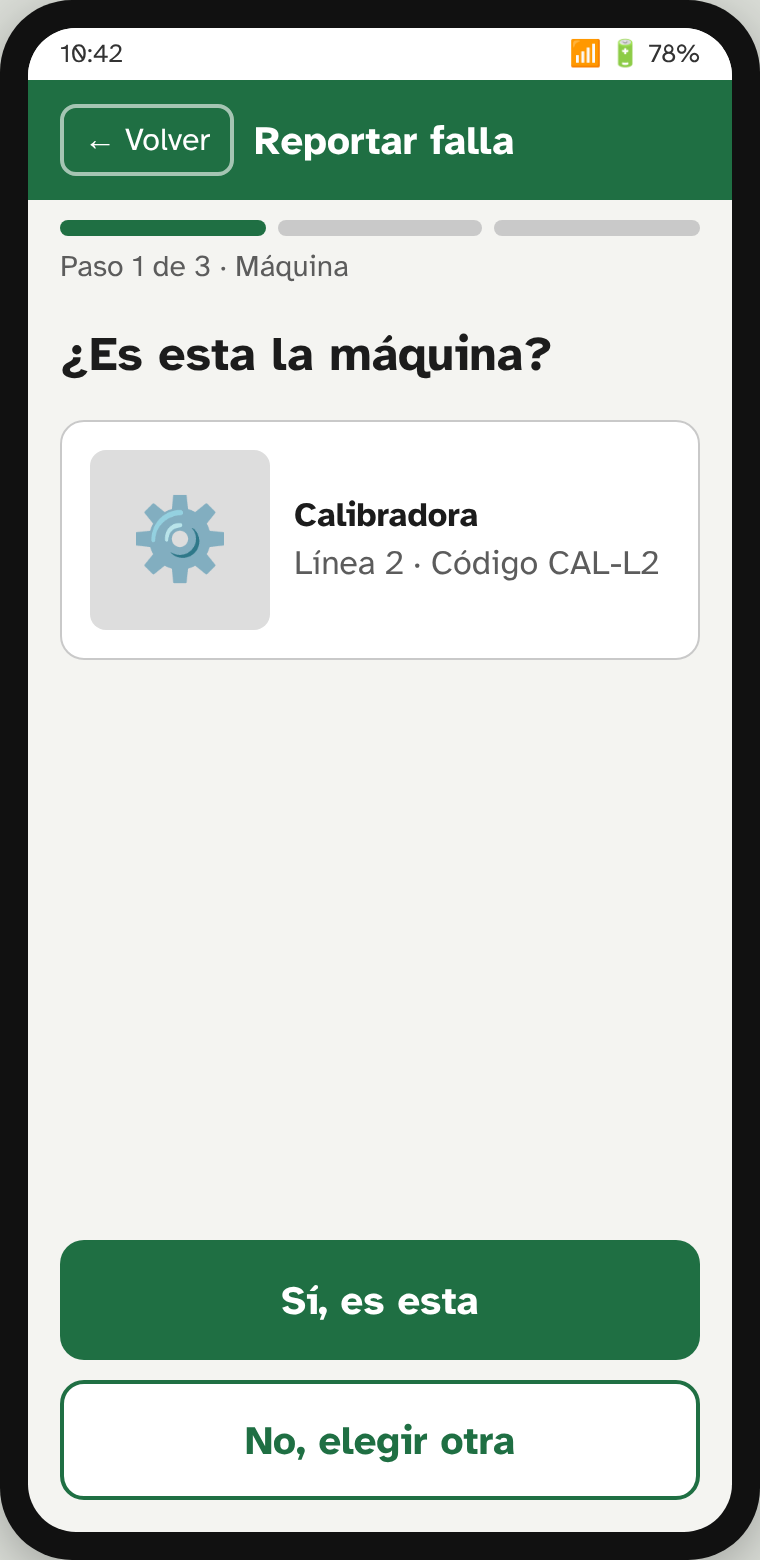 10:42
78%
← Volver
Reportar falla
Paso 1 de 3 · Máquina
¿Es esta la máquina?
Calibradora
Línea 2 · Código CAL-L2
Sí, es esta
No, elegir otra